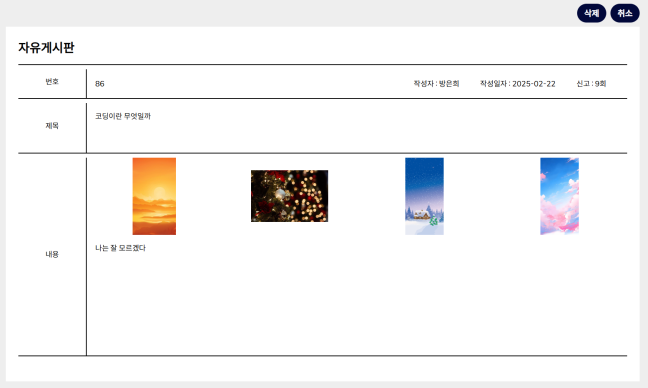 삭제 취소
자유게시판
번호 86 작성자 : 방은희 작성일자 : 2025-02-22 신고 : 9회
제목 코딩이란 무엇일까
내용 나는 잘 모르겠다